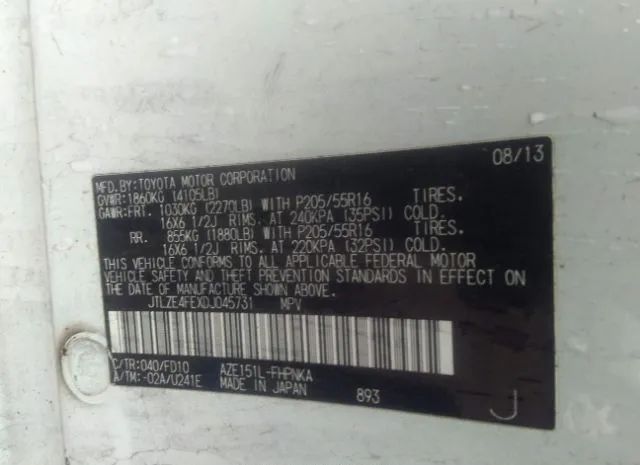 MFD.BY:TOYOTA MOTOR CORPORATION 08/13
GVWR:1860KG (4105LB)
GAWR:FRT. 1030KG (2270LB) WITH P205/55R16 TIRES.
16X6 1/2J RIMS. AT 240KPA (35PSI) COLD.
RR. 855KG (1880LB) WITH P205/55R16 TIRES.
16X6 1/2J RIMS. AT 220KPA (32PSI) COLD.
THIS VEHICLE CONFORMS TO ALL APPLICABLE FEDERAL MOTOR
VEHICLE SAFETY AND THEFT PREVENTION STANDARDS IN EFFECT ON
THE DATE OF MANUFACTURE SHOWN ABOVE.
JTLZE4FEXDJ045731 MPV
C/TR:040/FD10 AZE151L-FHPNKA
A/TM:-02A/U241E MADE IN JAPAN 893 J